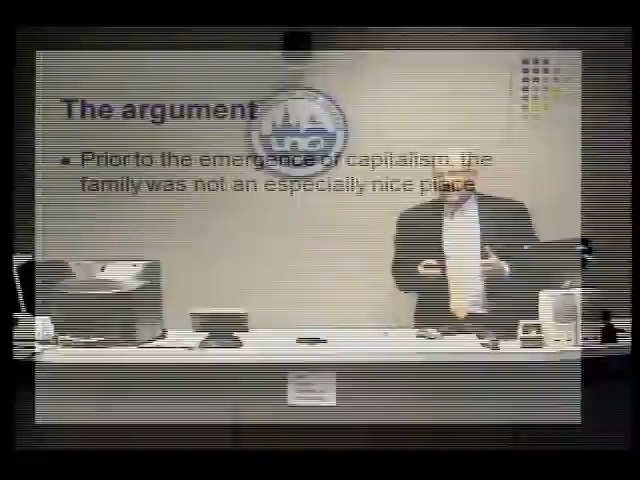 The argument
Prior to the emergence of capitalism, the
family was not an especially nice place